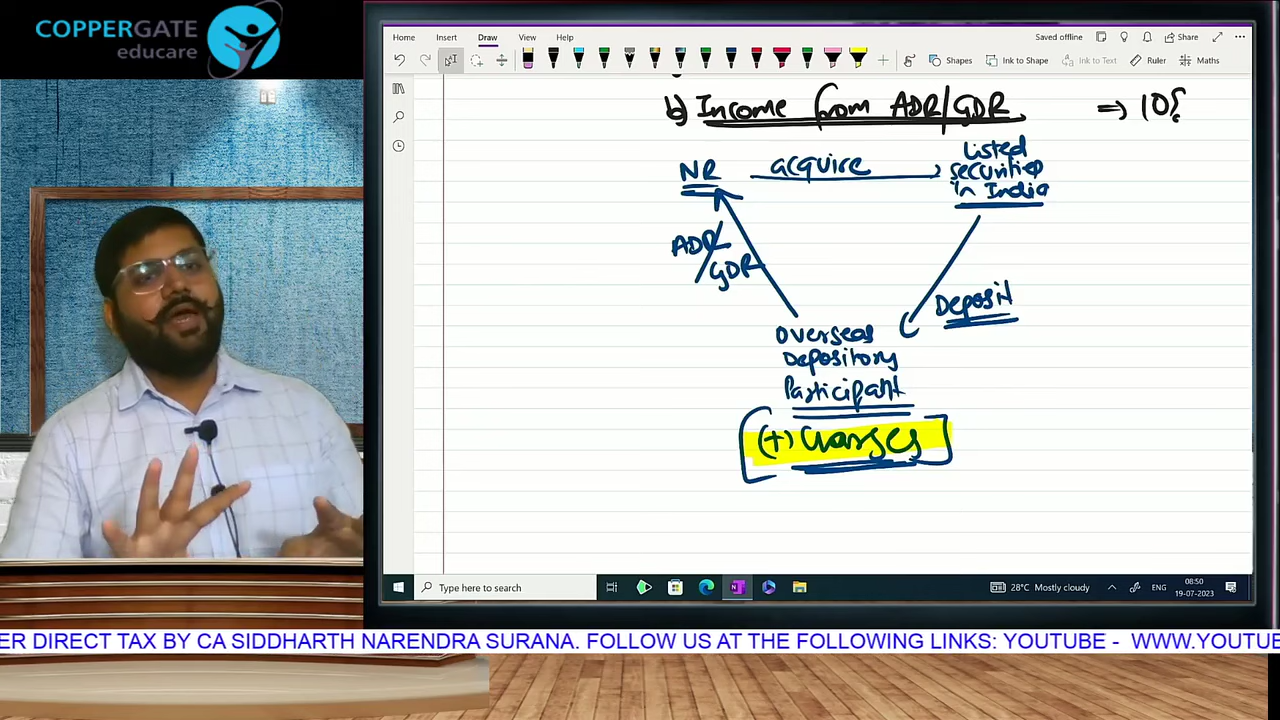 COPPERGATE
educare
Home Insert Draw View Help
Saved offline
Share
Shapes
Ink to Shape
Ink to Text
Ruler
Maths
b) Income from ADR/GDR ⇒ 10%
NR acquire Listed
securities
in India
ADR/
GDR
Deposit
Overseas
Depository
Participant
(+) Charges
Type here to search
28°C Mostly cloudy
ENG
08:50
19-07-2023
ER DIRECT TAX BY CA SIDDHARTH NARENDRA SURANA. FOLLOW US AT THE FOLLOWING LINKS: YOUTUBE - WWW.YOUTUBE